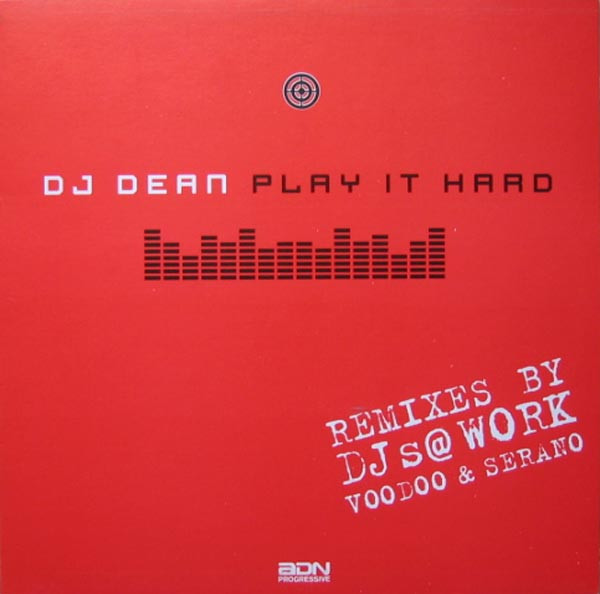 DJ DEAN PLAY IT HARD
REMIXES BY
DJs@WORK
VOODOO & SERANO
ADN
PROGRESSIVE